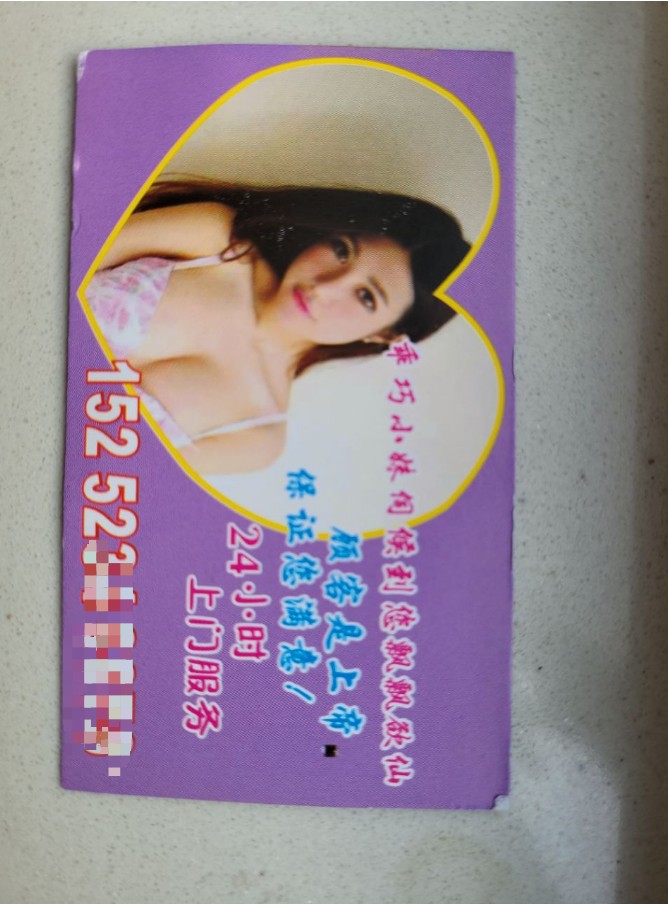 乖巧小妹伺候到您飘飘欲仙
顾客是上帝
保证您满意!
24小时
上门服务
152 52